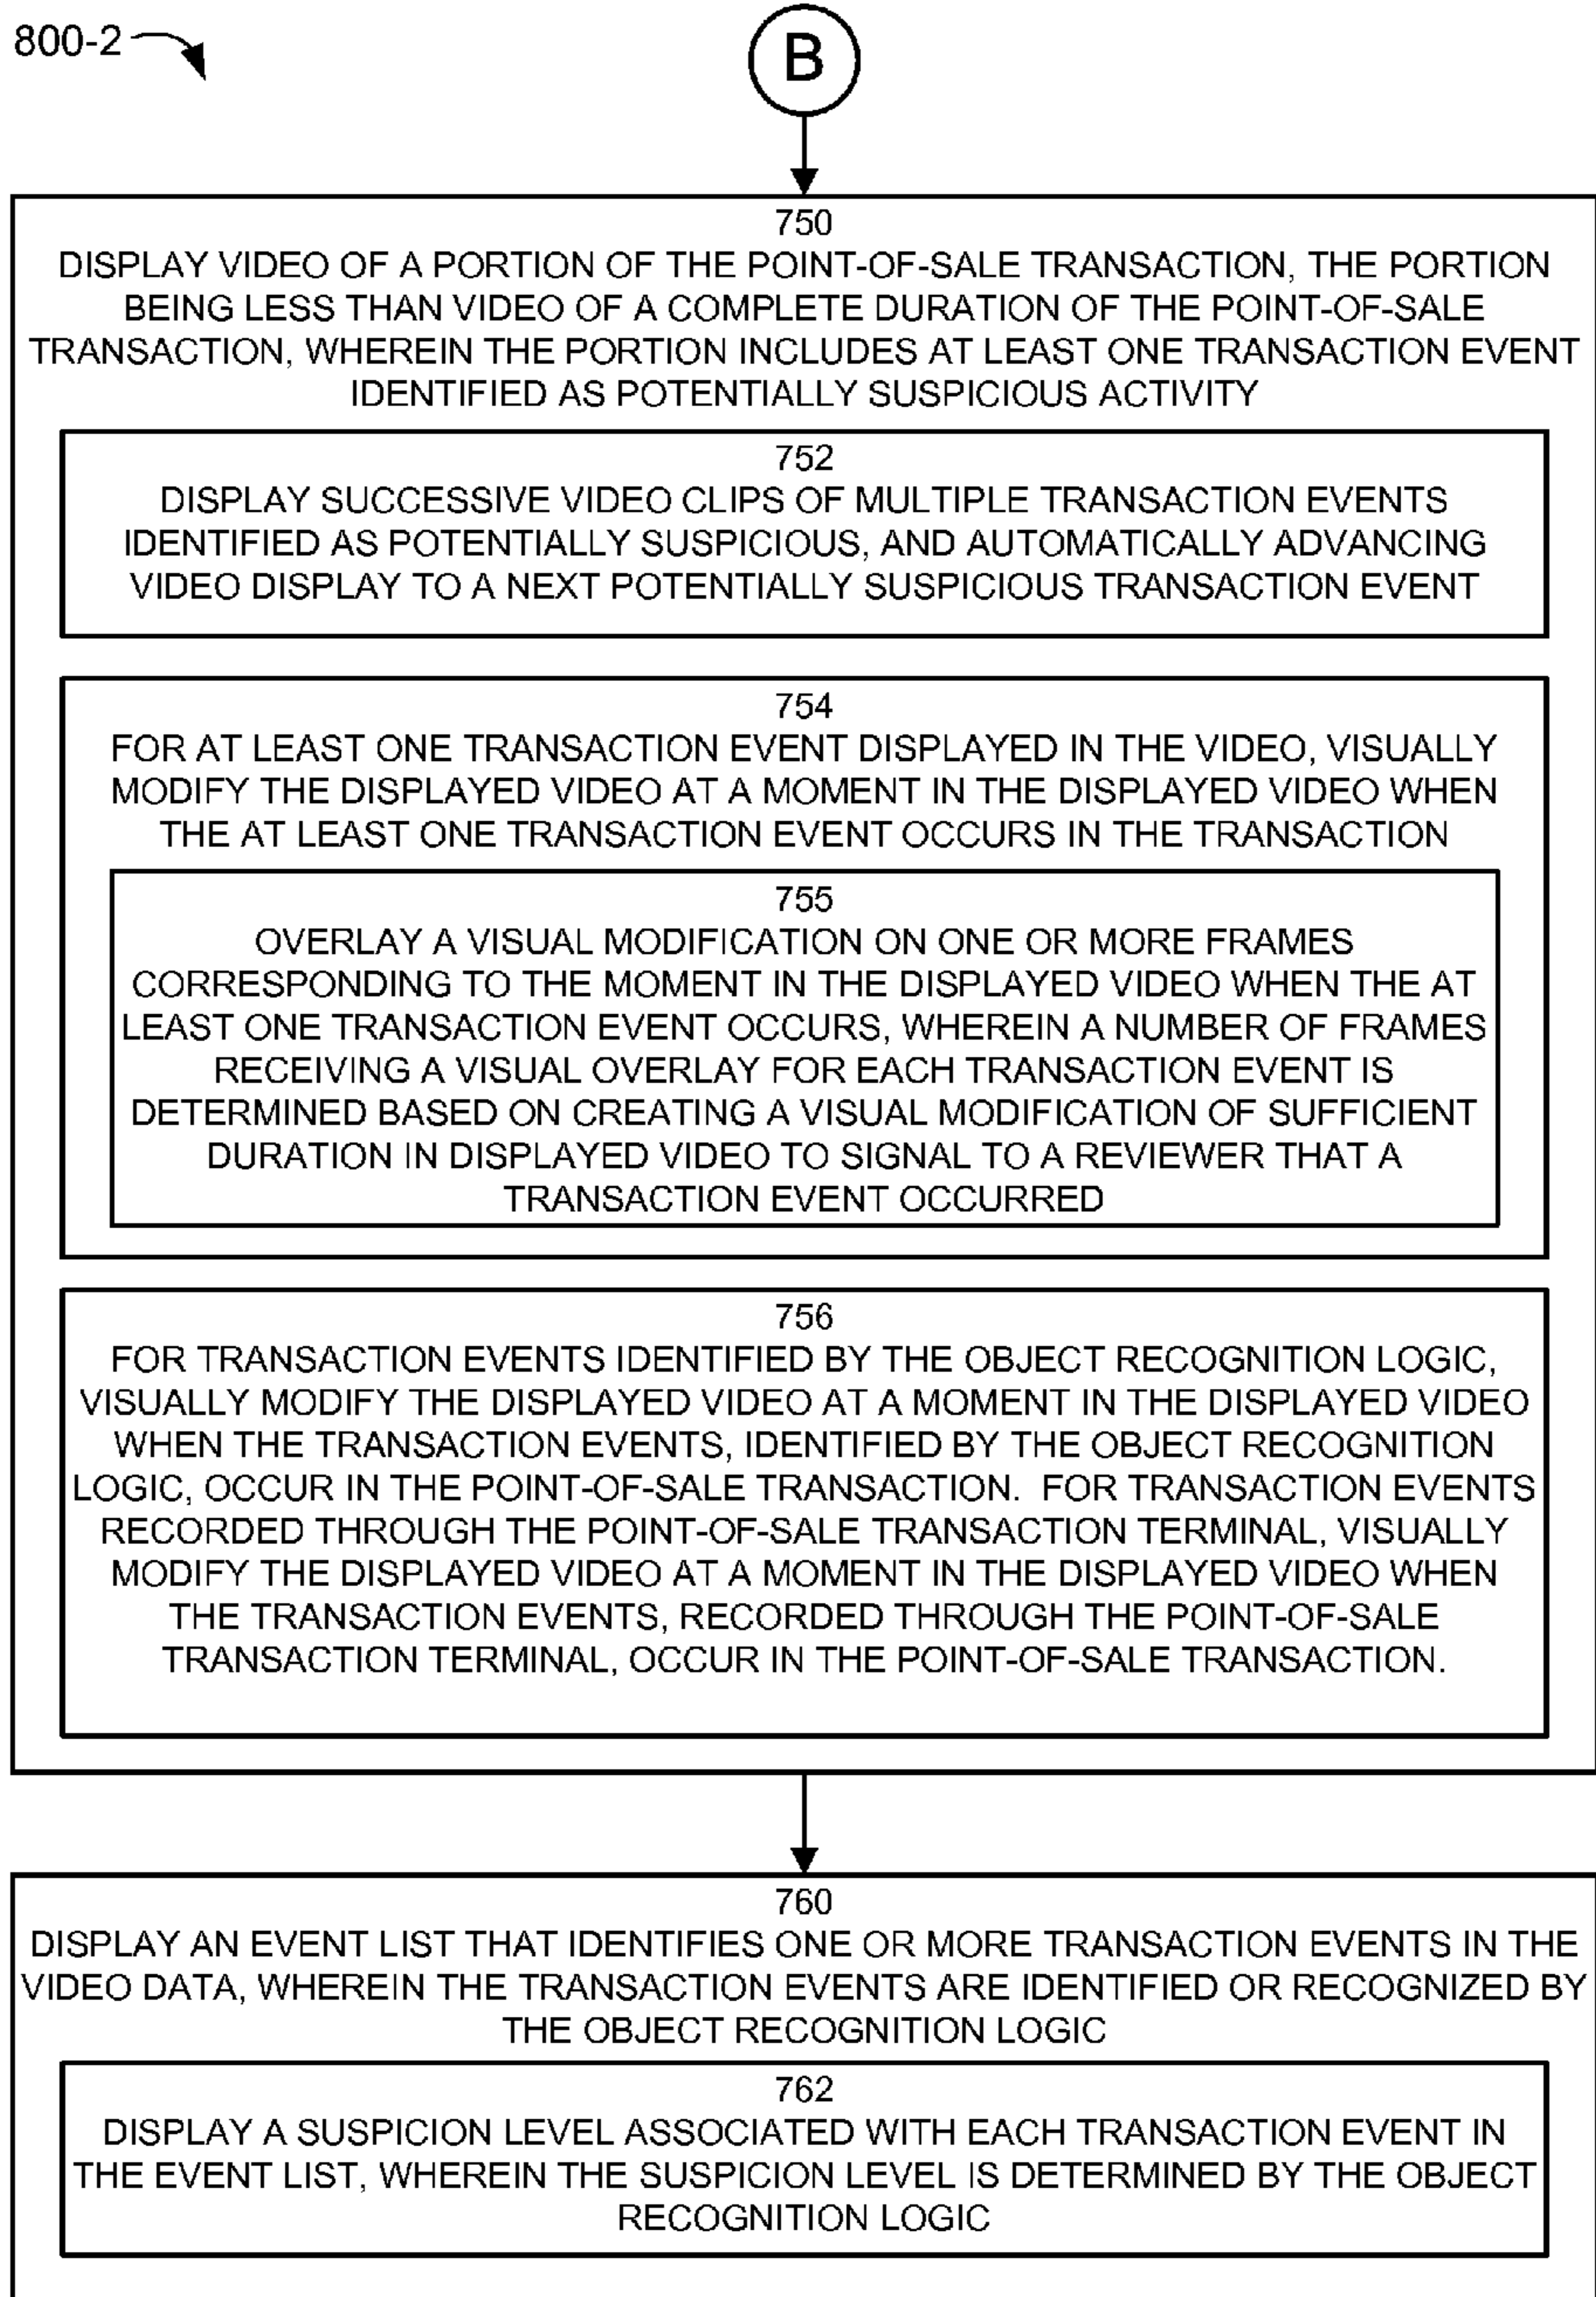 800-2
B
750
DISPLAY VIDEO OF A PORTION OF THE POINT-OF-SALE TRANSACTION, THE PORTION
BEING LESS THAN VIDEO OF A COMPLETE DURATION OF THE POINT-OF-SALE
TRANSACTION, WHEREIN THE PORTION INCLUDES AT LEAST ONE TRANSACTION EVENT
IDENTIFIED AS POTENTIALLY SUSPICIOUS ACTIVITY
752
DISPLAY SUCCESSIVE VIDEO CLIPS OF MULTIPLE TRANSACTION EVENTS
IDENTIFIED AS POTENTIALLY SUSPICIOUS, AND AUTOMATICALLY ADVANCING
VIDEO DISPLAY TO A NEXT POTENTIALLY SUSPICIOUS TRANSACTION EVENT
754
FOR AT LEAST ONE TRANSACTION EVENT DISPLAYED IN THE VIDEO, VISUALLY
MODIFY THE DISPLAYED VIDEO AT A MOMENT IN THE DISPLAYED VIDEO WHEN
THE AT LEAST ONE TRANSACTION EVENT OCCURS IN THE TRANSACTION
755
OVERLAY A VISUAL MODIFICATION ON ONE OR MORE FRAMES
CORRESPONDING TO THE MOMENT IN THE DISPLAYED VIDEO WHEN THE AT
LEAST ONE TRANSACTION EVENT OCCURS, WHEREIN A NUMBER OF FRAMES
RECEIVING A VISUAL OVERLAY FOR EACH TRANSACTION EVENT IS
DETERMINED BASED ON CREATING A VISUAL MODIFICATION OF SUFFICIENT
DURATION IN DISPLAYED VIDEO TO SIGNAL TO A REVIEWER THAT A
TRANSACTION EVENT OCCURRED
756
FOR TRANSACTION EVENTS IDENTIFIED BY THE OBJECT RECOGNITION LOGIC,
VISUALLY MODIFY THE DISPLAYED VIDEO AT A MOMENT IN THE DISPLAYED VIDEO
WHEN THE TRANSACTION EVENTS, IDENTIFIED BY THE OBJECT RECOGNITION
LOGIC, OCCUR IN THE POINT-OF-SALE TRANSACTION. FOR TRANSACTION EVENTS
RECORDED THROUGH THE POINT-OF-SALE TRANSACTION TERMINAL, VISUALLY
MODIFY THE DISPLAYED VIDEO AT A MOMENT IN THE DISPLAYED VIDEO WHEN
THE TRANSACTION EVENTS, RECORDED THROUGH THE POINT-OF-SALE
TRANSACTION TERMINAL, OCCUR IN THE POINT-OF-SALE TRANSACTION.
760
DISPLAY AN EVENT LIST THAT IDENTIFIES ONE OR MORE TRANSACTION EVENTS IN THE
VIDEO DATA, WHEREIN THE TRANSACTION EVENTS ARE IDENTIFIED OR RECOGNIZED BY
THE OBJECT RECOGNITION LOGIC
762
DISPLAY A SUSPICION LEVEL ASSOCIATED WITH EACH TRANSACTION EVENT IN
THE EVENT LIST, WHEREIN THE SUSPICION LEVEL IS DETERMINED BY THE OBJECT
RECOGNITION LOGIC